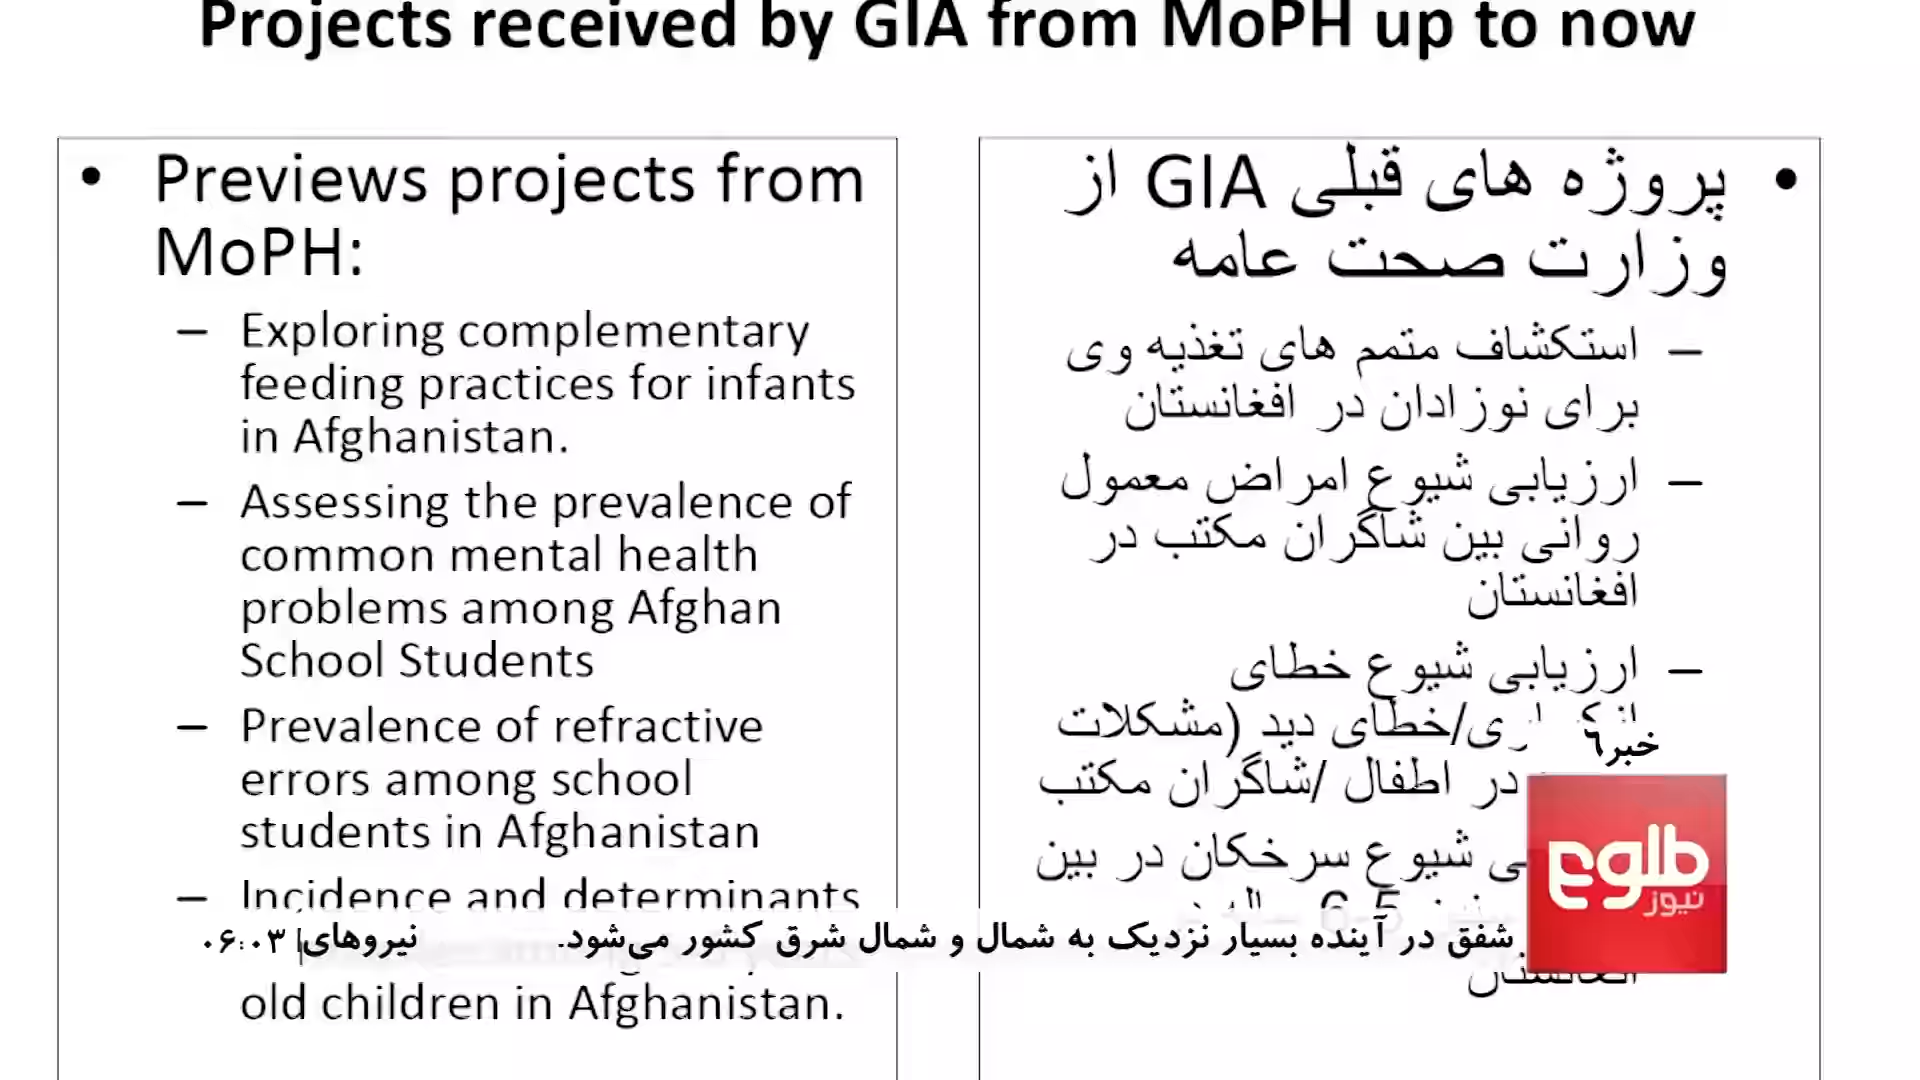 Projects received by GIA from MoPH up to now
• Previews projects from
MoPH:
– Exploring complementary
feeding practices for infants
in Afghanistan.
– Assessing the prevalence of
common mental health
problems among Afghan
School Students
– Prevalence of refractive
errors among school
students in Afghanistan
– Incidence and determinants
old children in Afghanistan.
• پروژه های قبلی GIA از
وزارت صحت عامه
– استکشاف متمم های تغذیه وی
برای نوزادان در افغانستان
– ارزیابی شیوع امراض معمول
روانی بین شاگران مکتب در
افغانستان
– ارزیابی شیوع خطای
/خطای دید (مشکلات
در اطفال /شاگران مکتب
شیوع سرخکان در بین
5-6
افغانستان
خبر۶
طلوع
نیوز
شفق در آینده بسیار نزدیک به شمال و شمال شرق کشور می‌شود. نیروهای
۰۶:۰۳